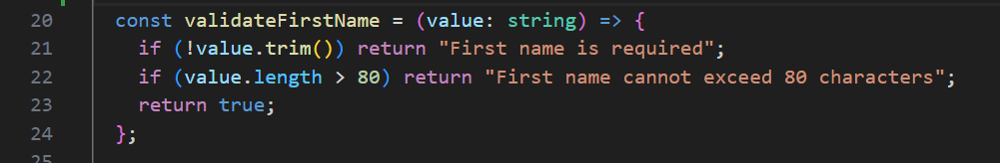 20 const validateFirstName = (value: string) => {
21 if (!value.trim()) return "First name is required";
22 if (value.length > 80) return "First name cannot exceed 80 characters";
23 return true;
24 };
25